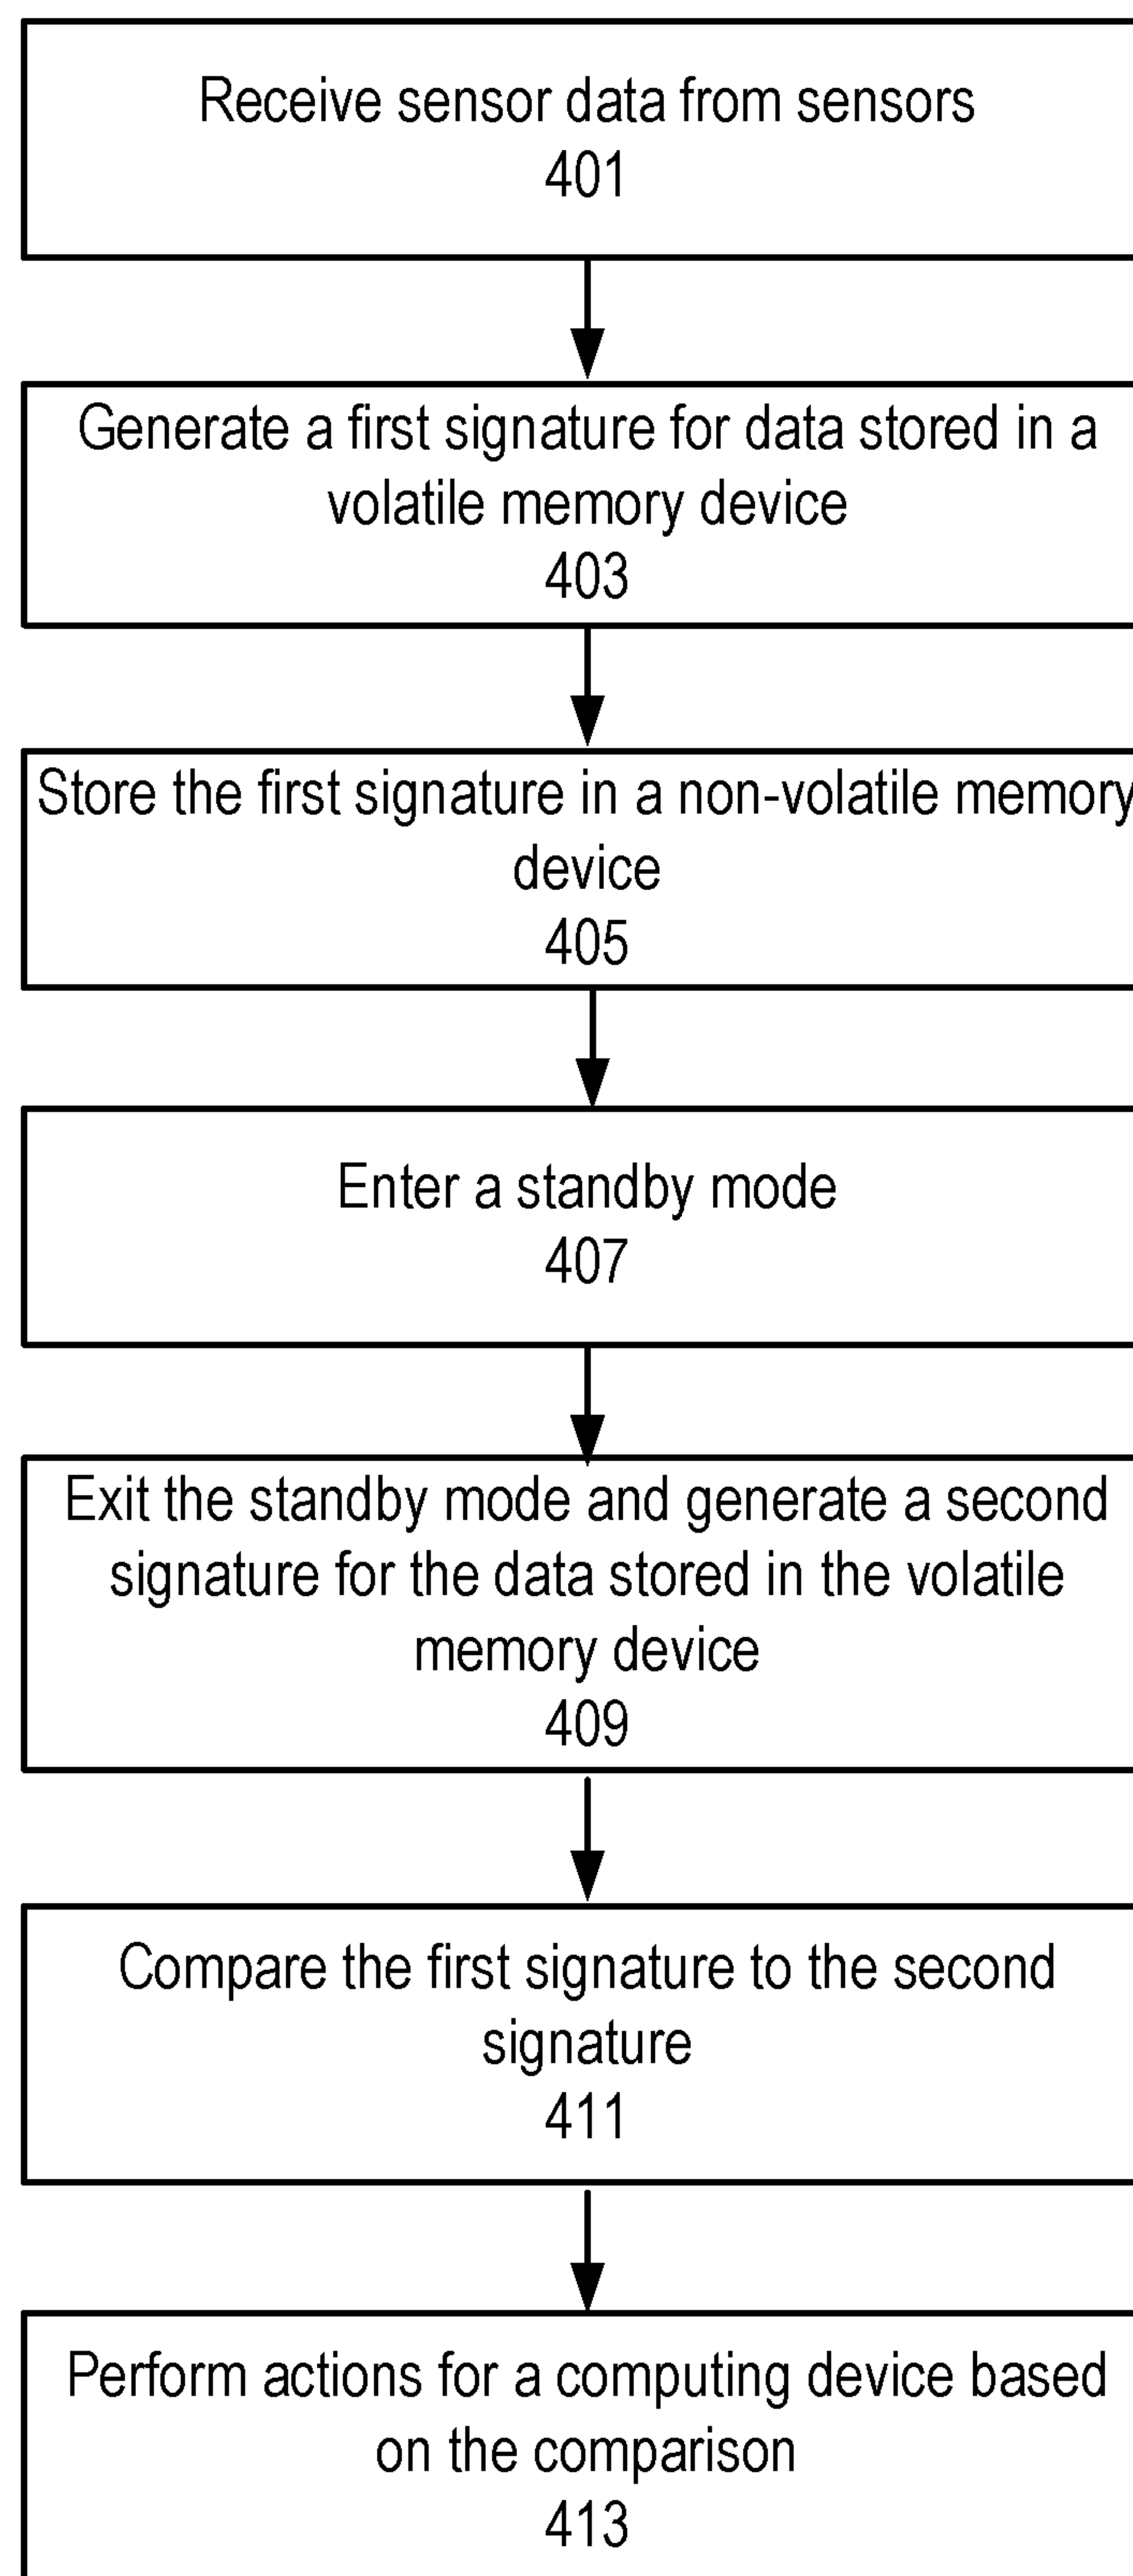 Receive sensor data from sensors
401
Generate a first signature for data stored in a
volatile memory device
403
Store the first signature in a non-volatile memory
device
405
Enter a standby mode
407
Exit the standby mode and generate a second
signature for the data stored in the volatile
memory device
409
Compare the first signature to the second
signature
411
Perform actions for a computing device based
on the comparison
413